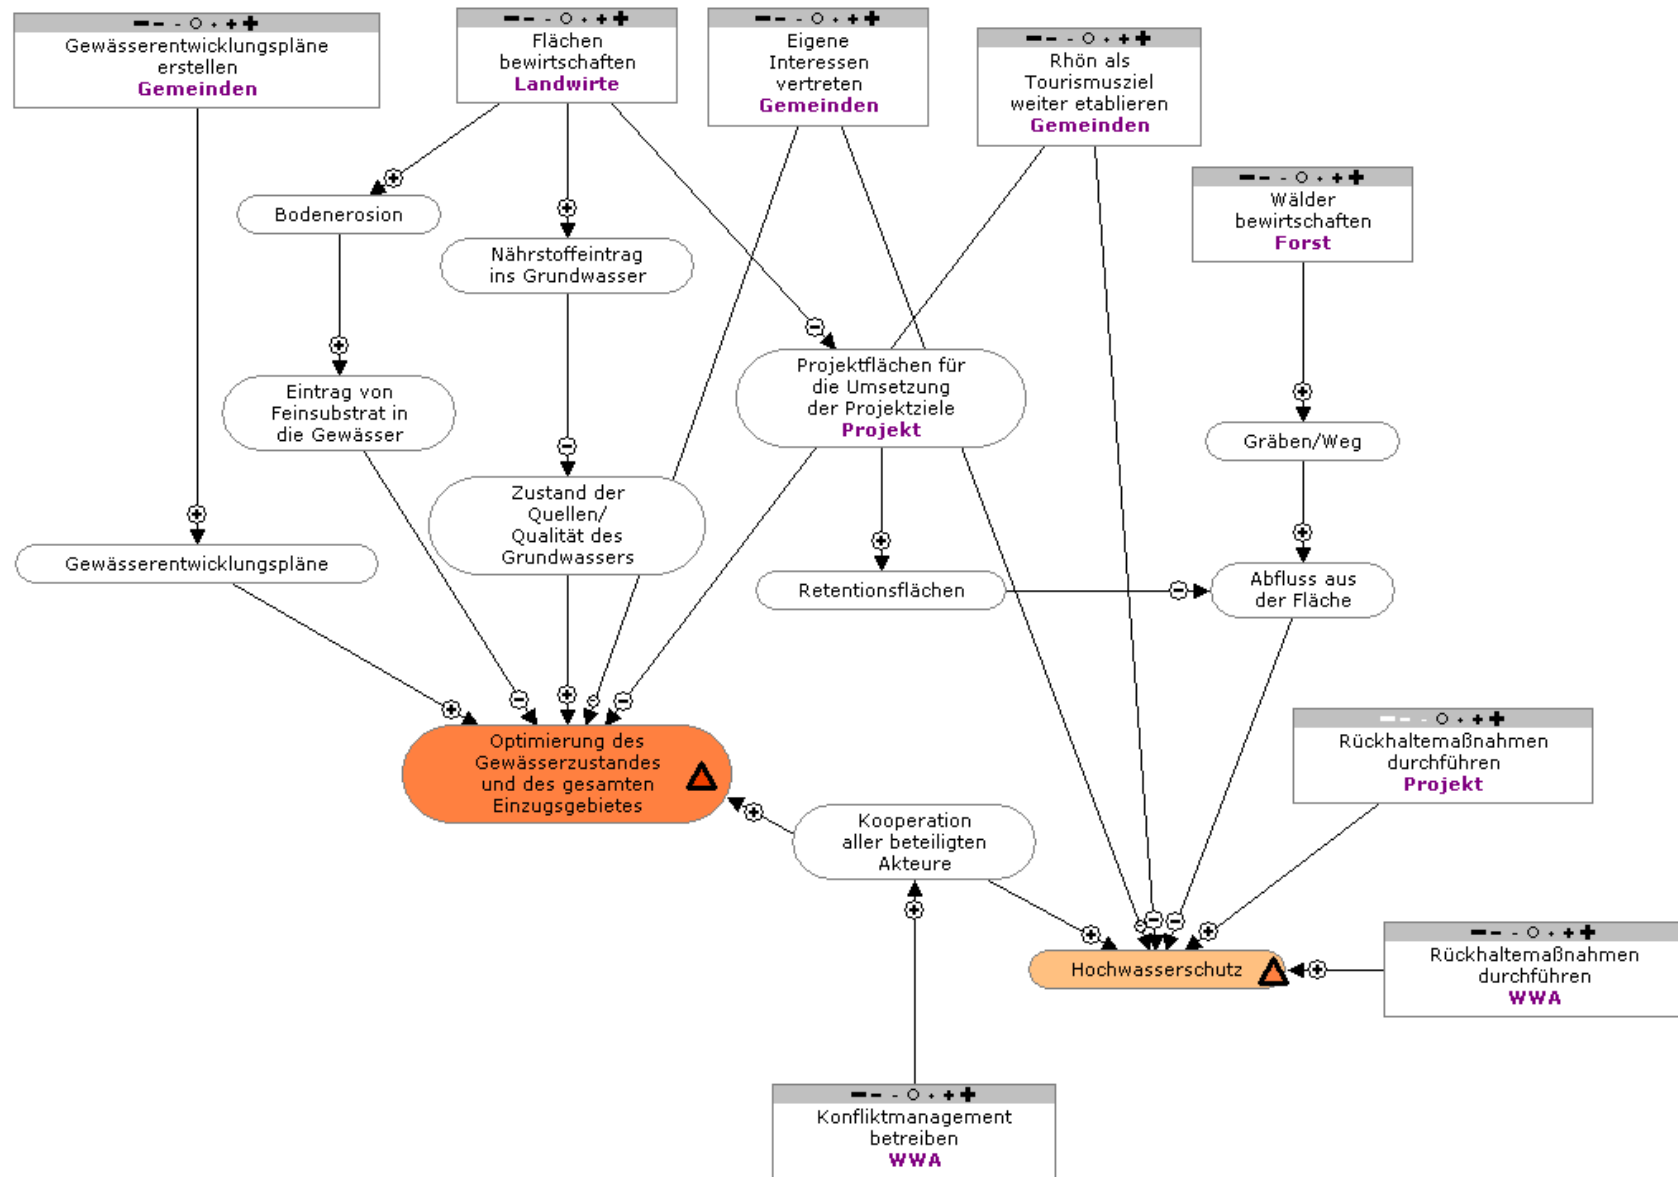 Gewässerentwicklungspläne
erstellen
Gemeinden
Flächen
bewirtschaften
Landwirte
Eigene
Interessen
vertreten
Gemeinden
Rhön als
Tourismusziel
weiter etablieren
Gemeinden
Wälder
bewirtschaften
Forst
Bodenerosion
Nährstoffeintrag
ins Grundwasser
Projektflächen für
die Umsetzung
der Projektziele
Projekt
Eintrag von
Feinsubstrat in
die Gewässer
Gräben/Weg
Zustand der
Quellen/
Qualität des
Grundwassers
Gewässerentwicklungspläne
Retentionsflächen
Abfluss aus
der Fläche
Optimierung des
Gewässerzustandes
und des gesamten
Einzugsgebietes
Rückhaltemaßnahmen
durchführen
Projekt
Kooperation
aller beteiligten
Akteure
Hochwasserschutz
Rückhaltemaßnahmen
durchführen
WWA
Konfliktmanagement
betreiben
WWA